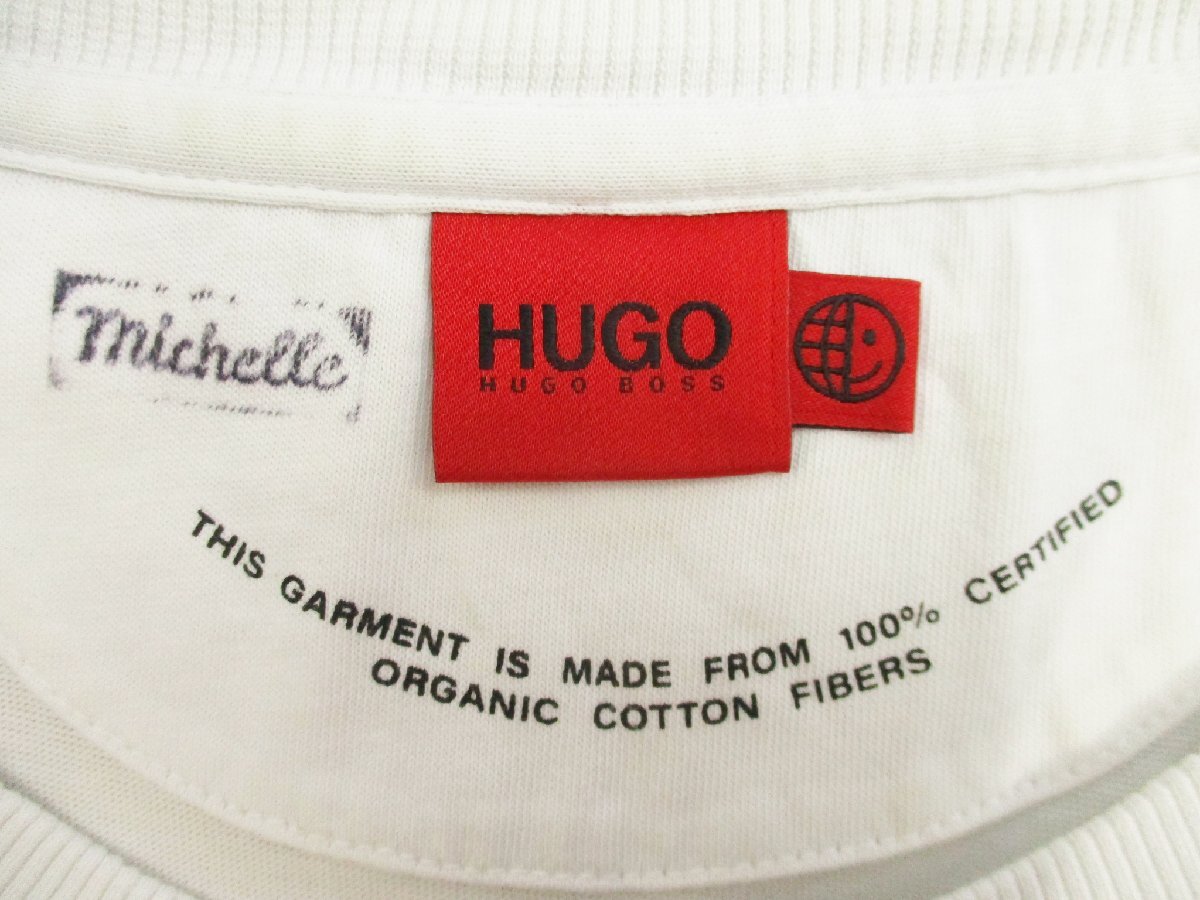 Michelle
HUGO
HUGO BOSS
THIS GARMENT IS MADE FROM 100% CERTIFIED
ORGANIC COTTON FIBERS